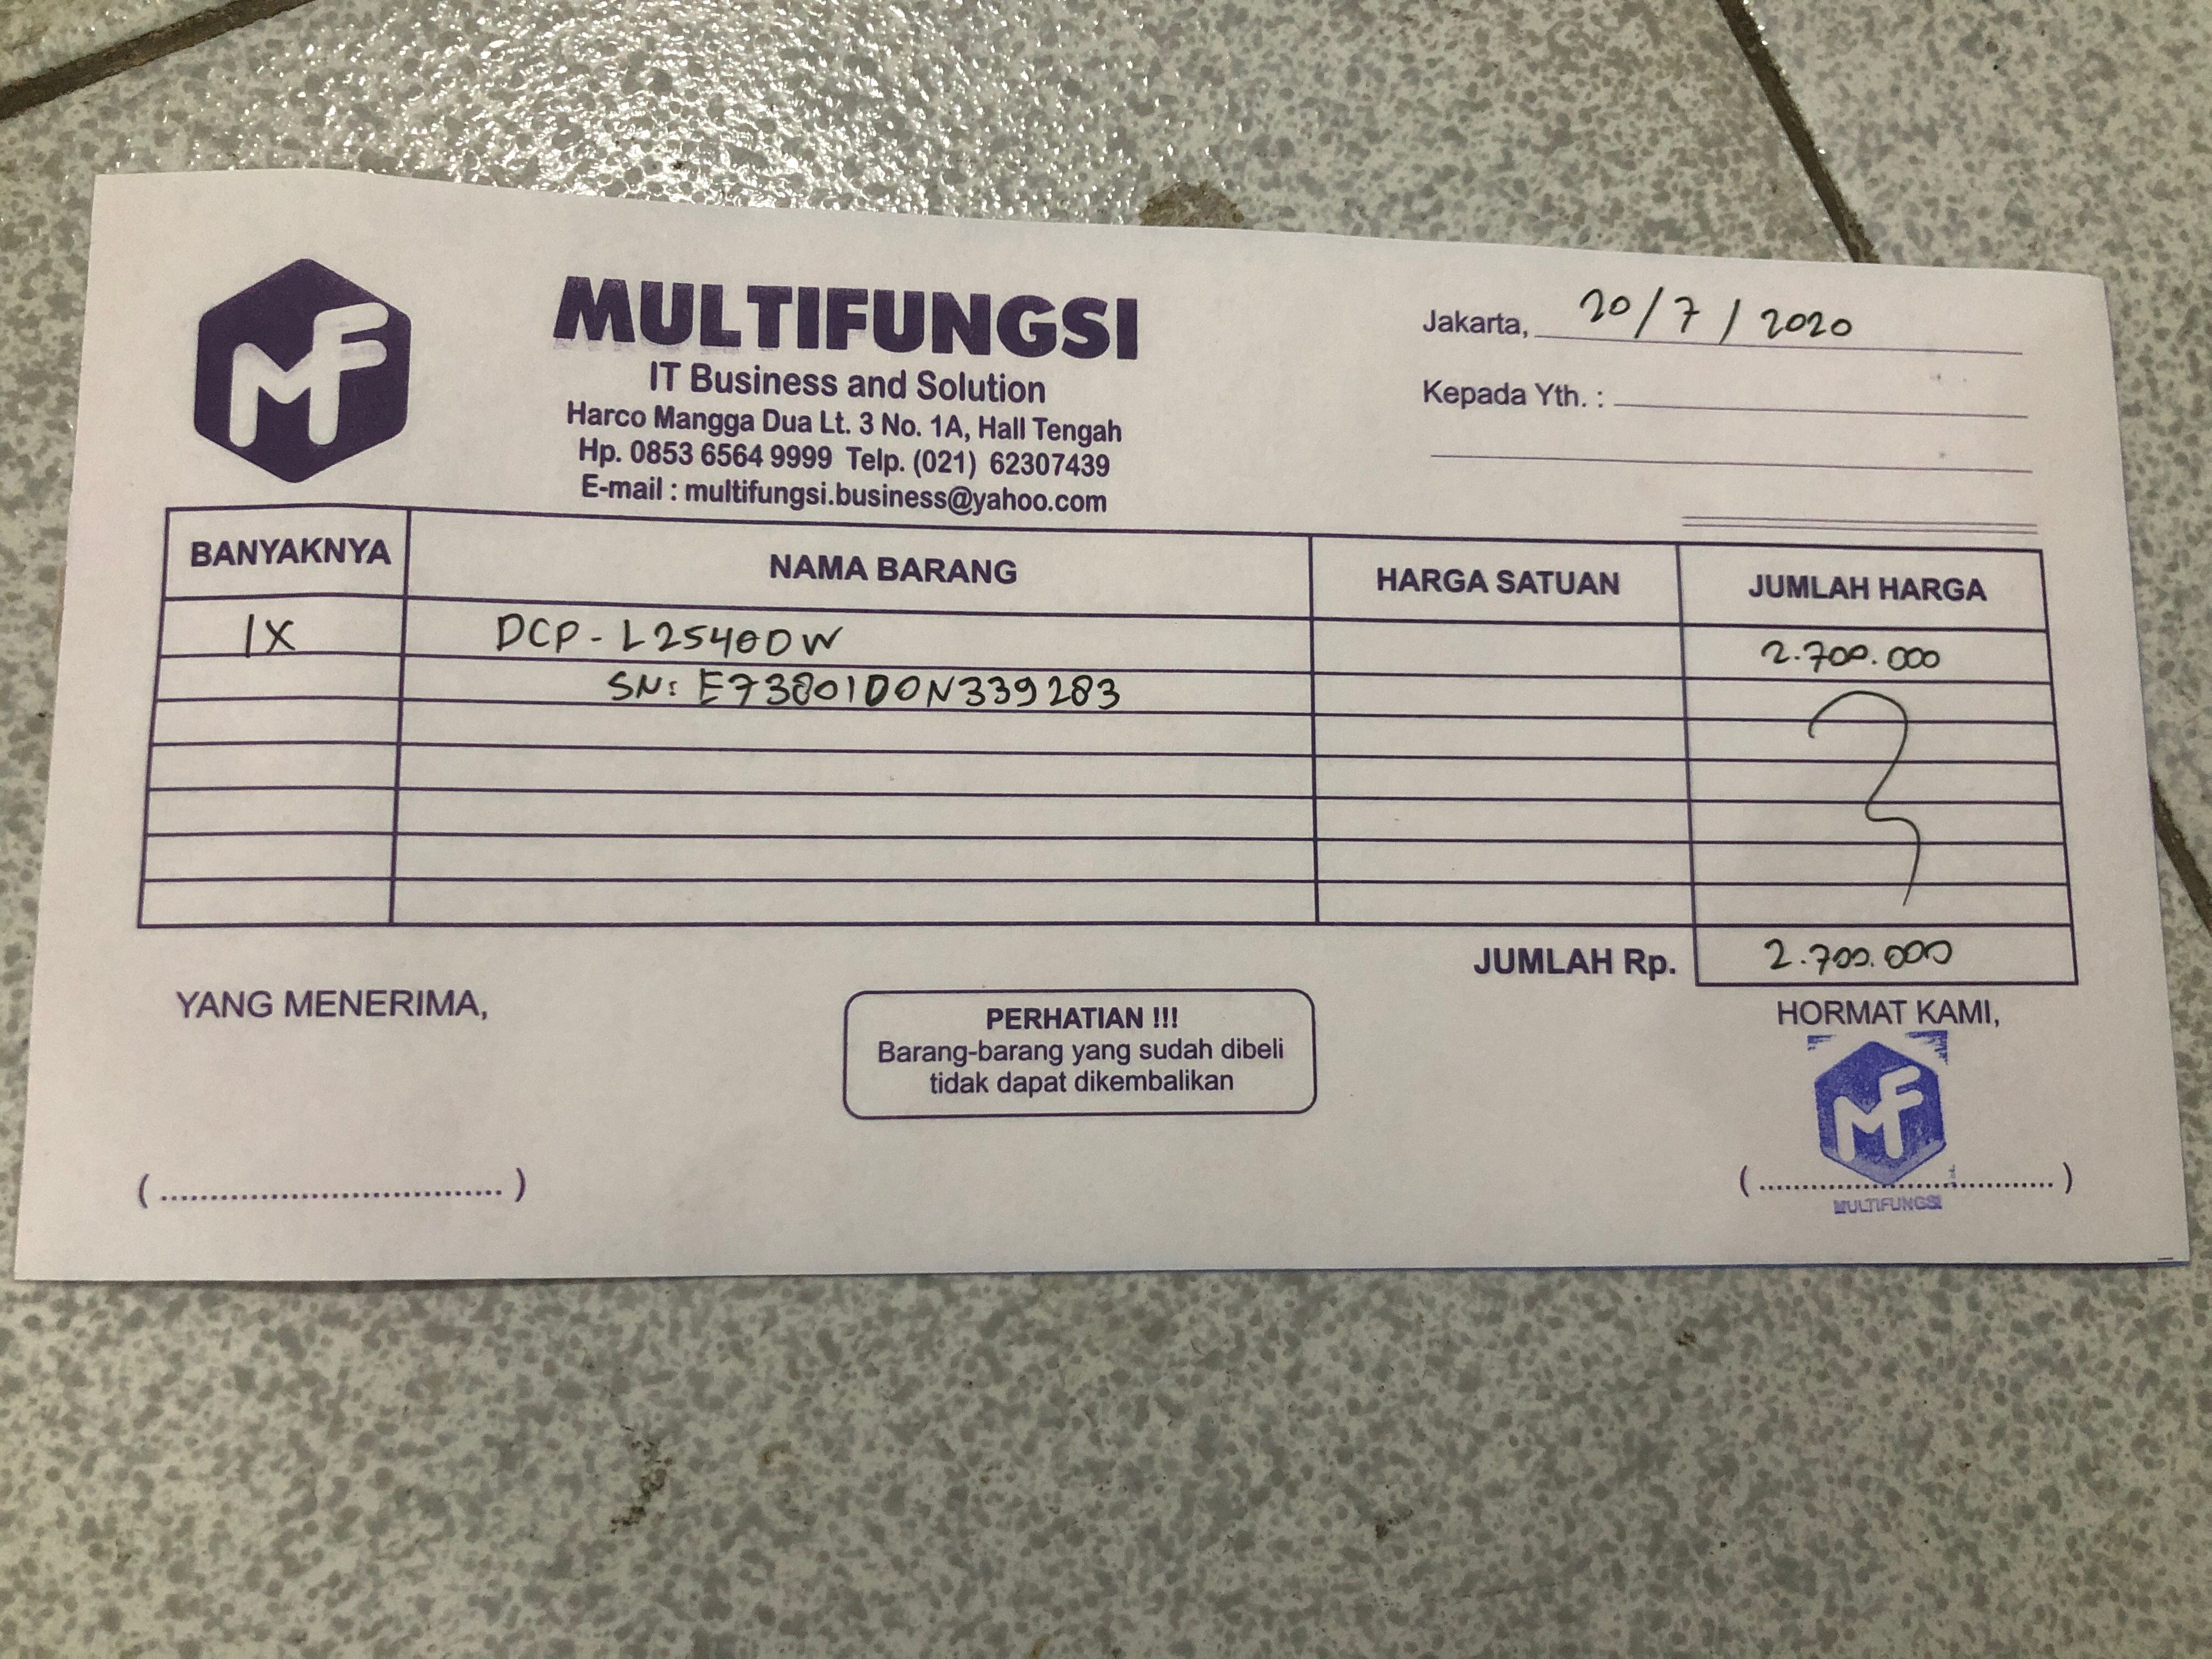 MF
MULTIFUNGSI
IT Business and Solution
Harco Mangga Dua Lt. 3 No. 1A, Hall Tengah
Hp. 0853 6564 9999 Telp. (021) 62307439
E-mail : multifungsi.business@yahoo.com
Jakarta, 20/7/2020
Kepada Yth. :
BANYAKNYA NAMA BARANG HARGA SATUAN JUMLAH HARGA
1X DCP-L2540DW 2.700.000
SN: E73801D0N339283
JUMLAH Rp. 2.700.000
YANG MENERIMA,
PERHATIAN !!!
Barang-barang yang sudah dibeli
tidak dapat dikembalikan
HORMAT KAMI,
MF
(....................................)
(....................................)
MULTIFUNGSI